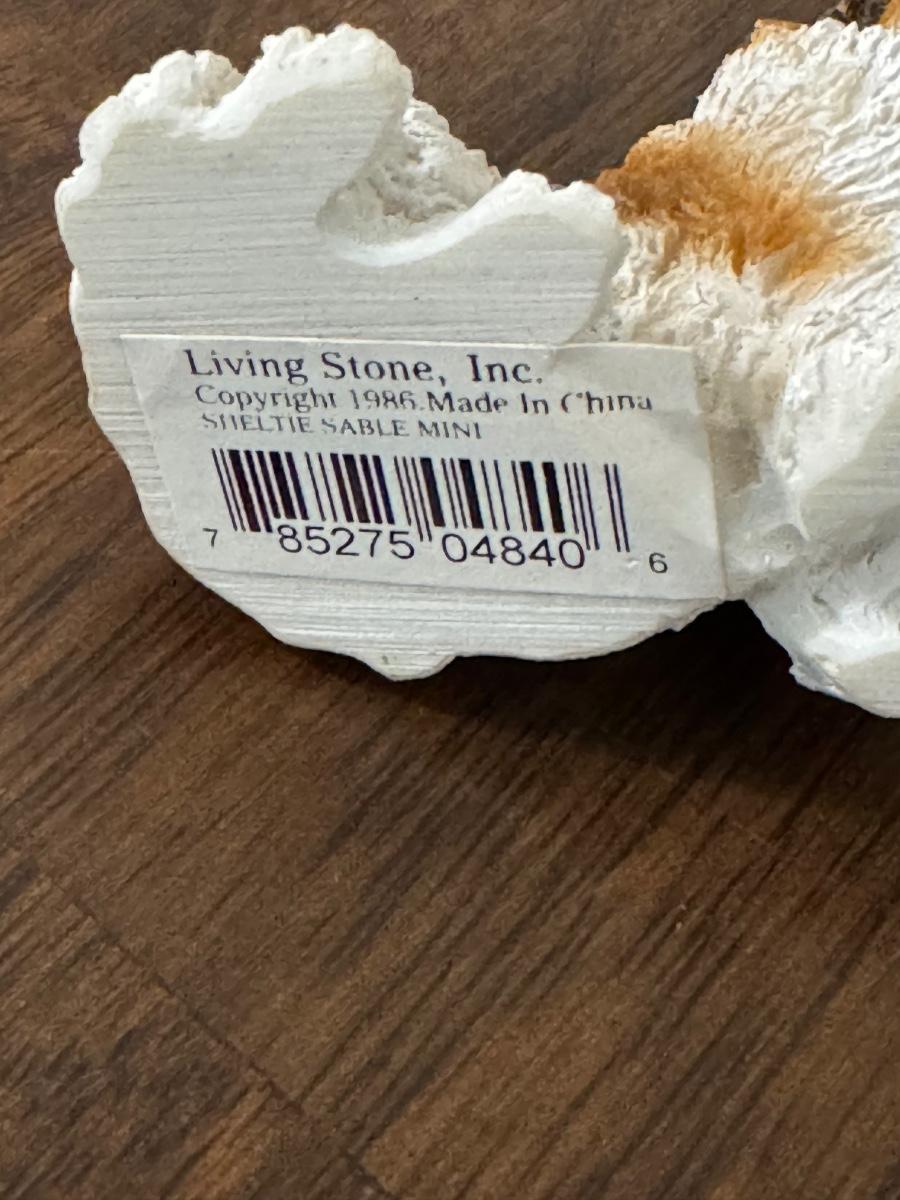 Living Stone, Inc.
Copyright 1986.Made In China
SHELTIE SABLE MINI
7 85275 04840 6